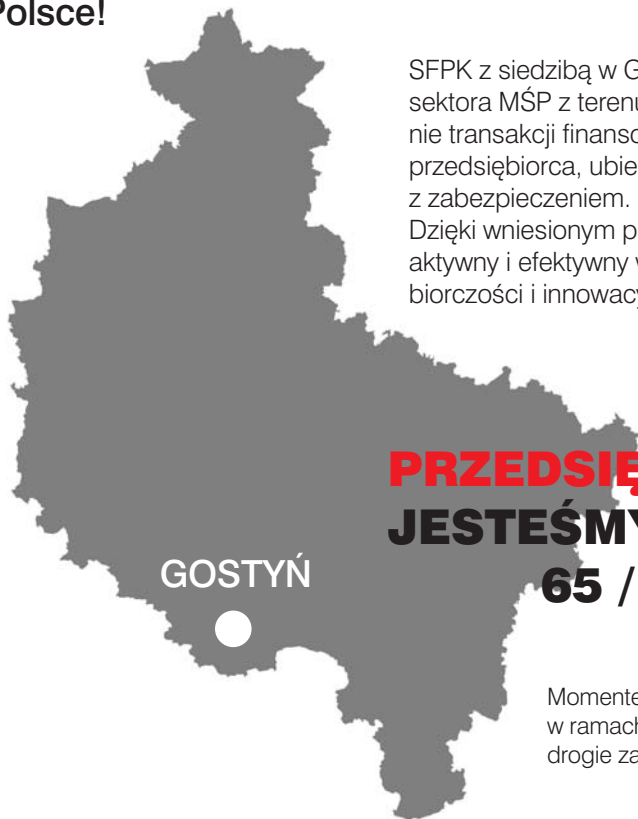 Polsce!
SFPK z siedzibą w G
sektora MŚP z terenu
nie transakcji finanso
przedsiębiorca, ubie
z zabezpieczeniem.
Dzięki wniesionym p
aktywny i efektywny w
biorczości i innowacy
PRZEDSIĘ
JESTEŚMY
65 /
GOSTYŃ
Momente
w ramach
drogie za